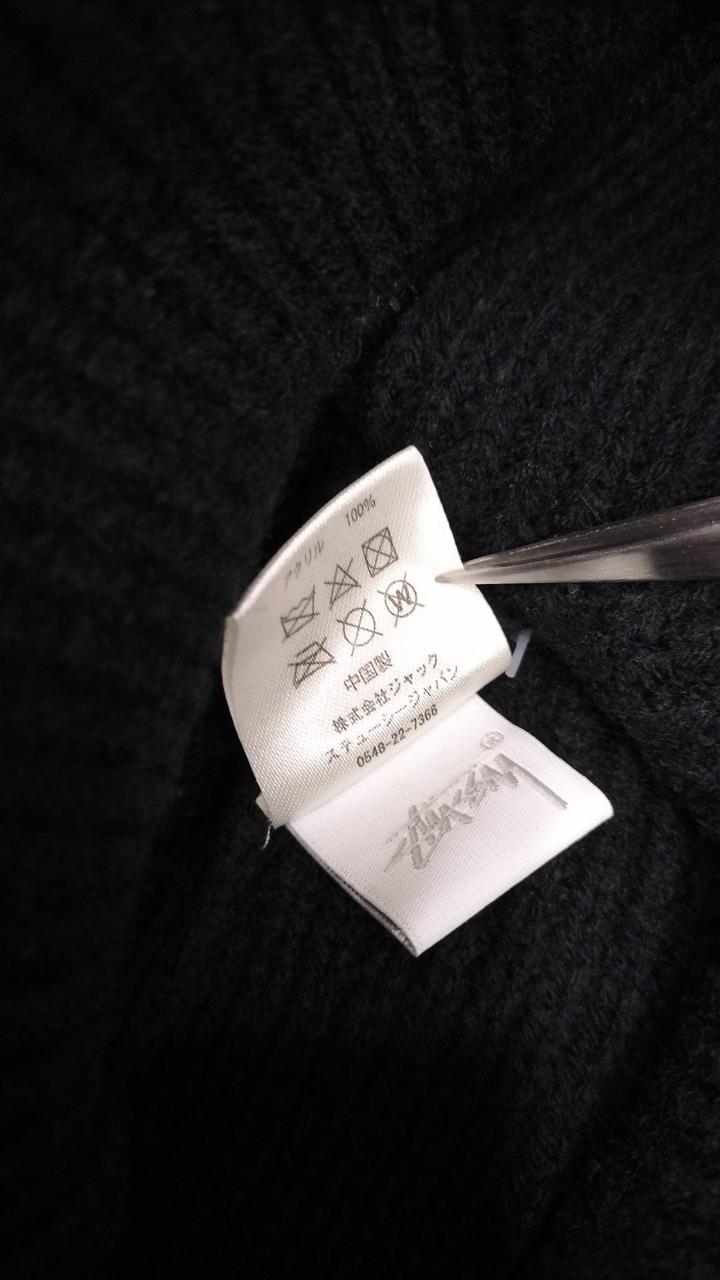 アクリル 100%
中国製
株式会社ジャック
ステューシージャパン
0548-22-7366